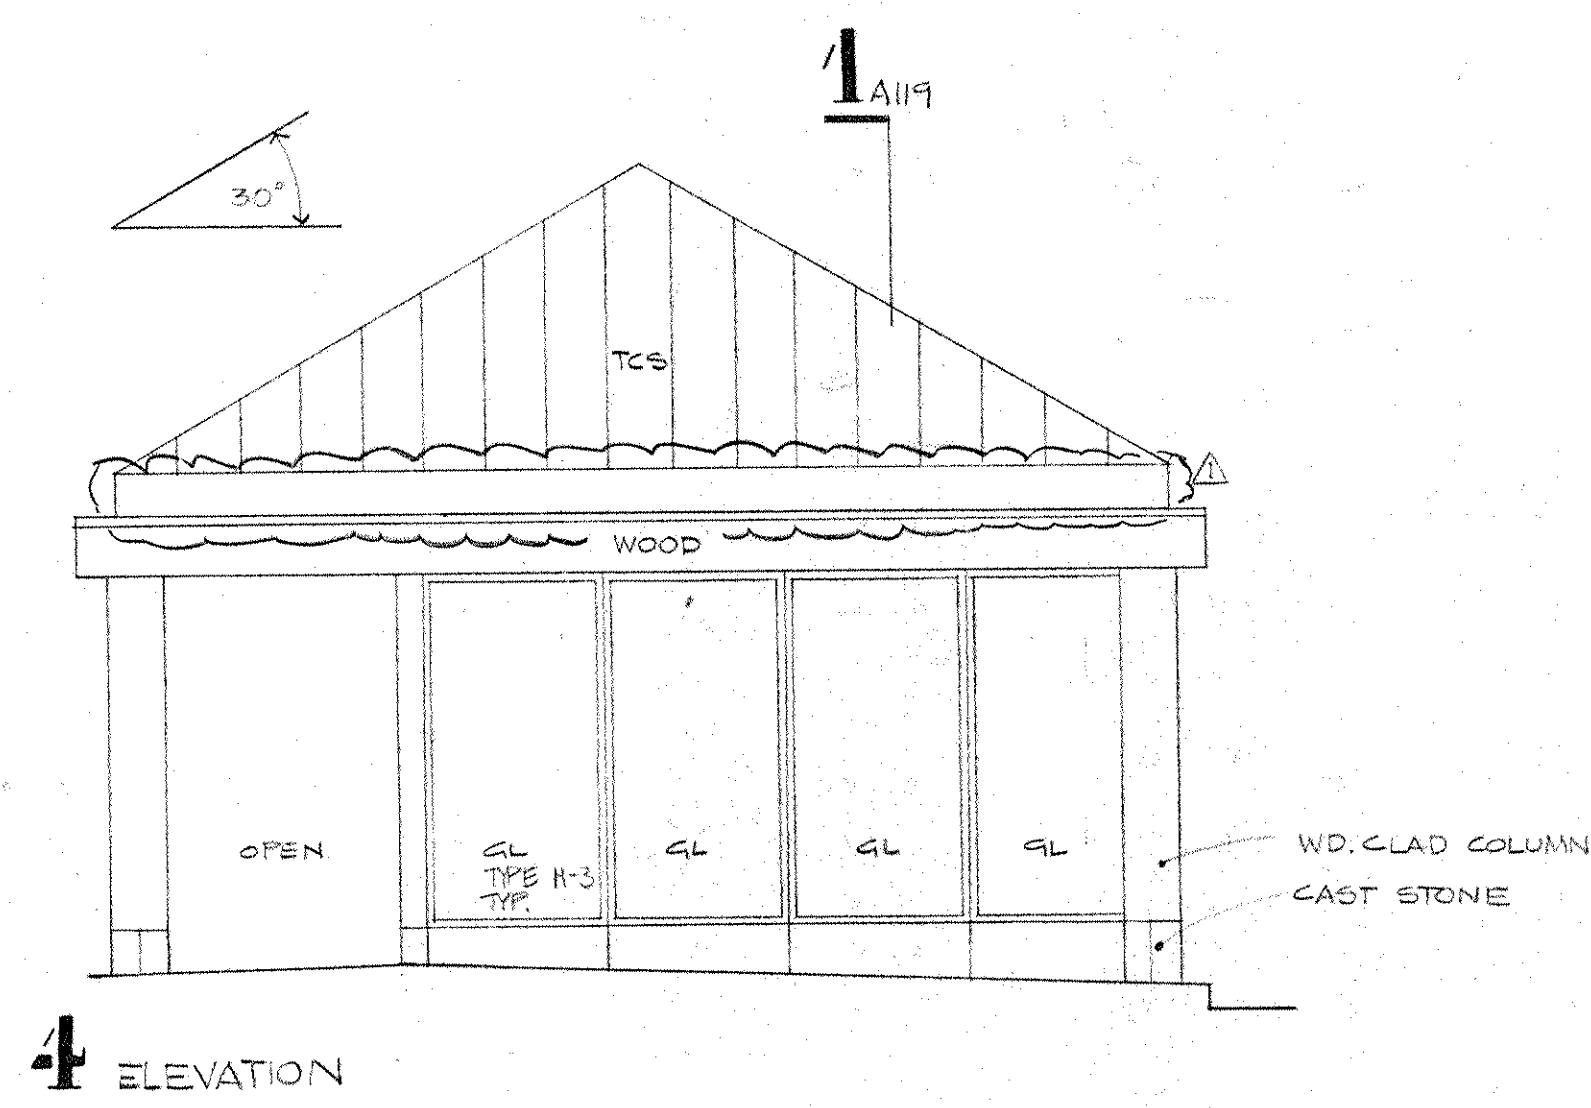 1 A119
30°
TCS
1
WOOD
OPEN
GL
TYPE H-3
TYP.
GL
GL
GL
WD. CLAD COLUMN
CAST STONE
4 ELEVATION